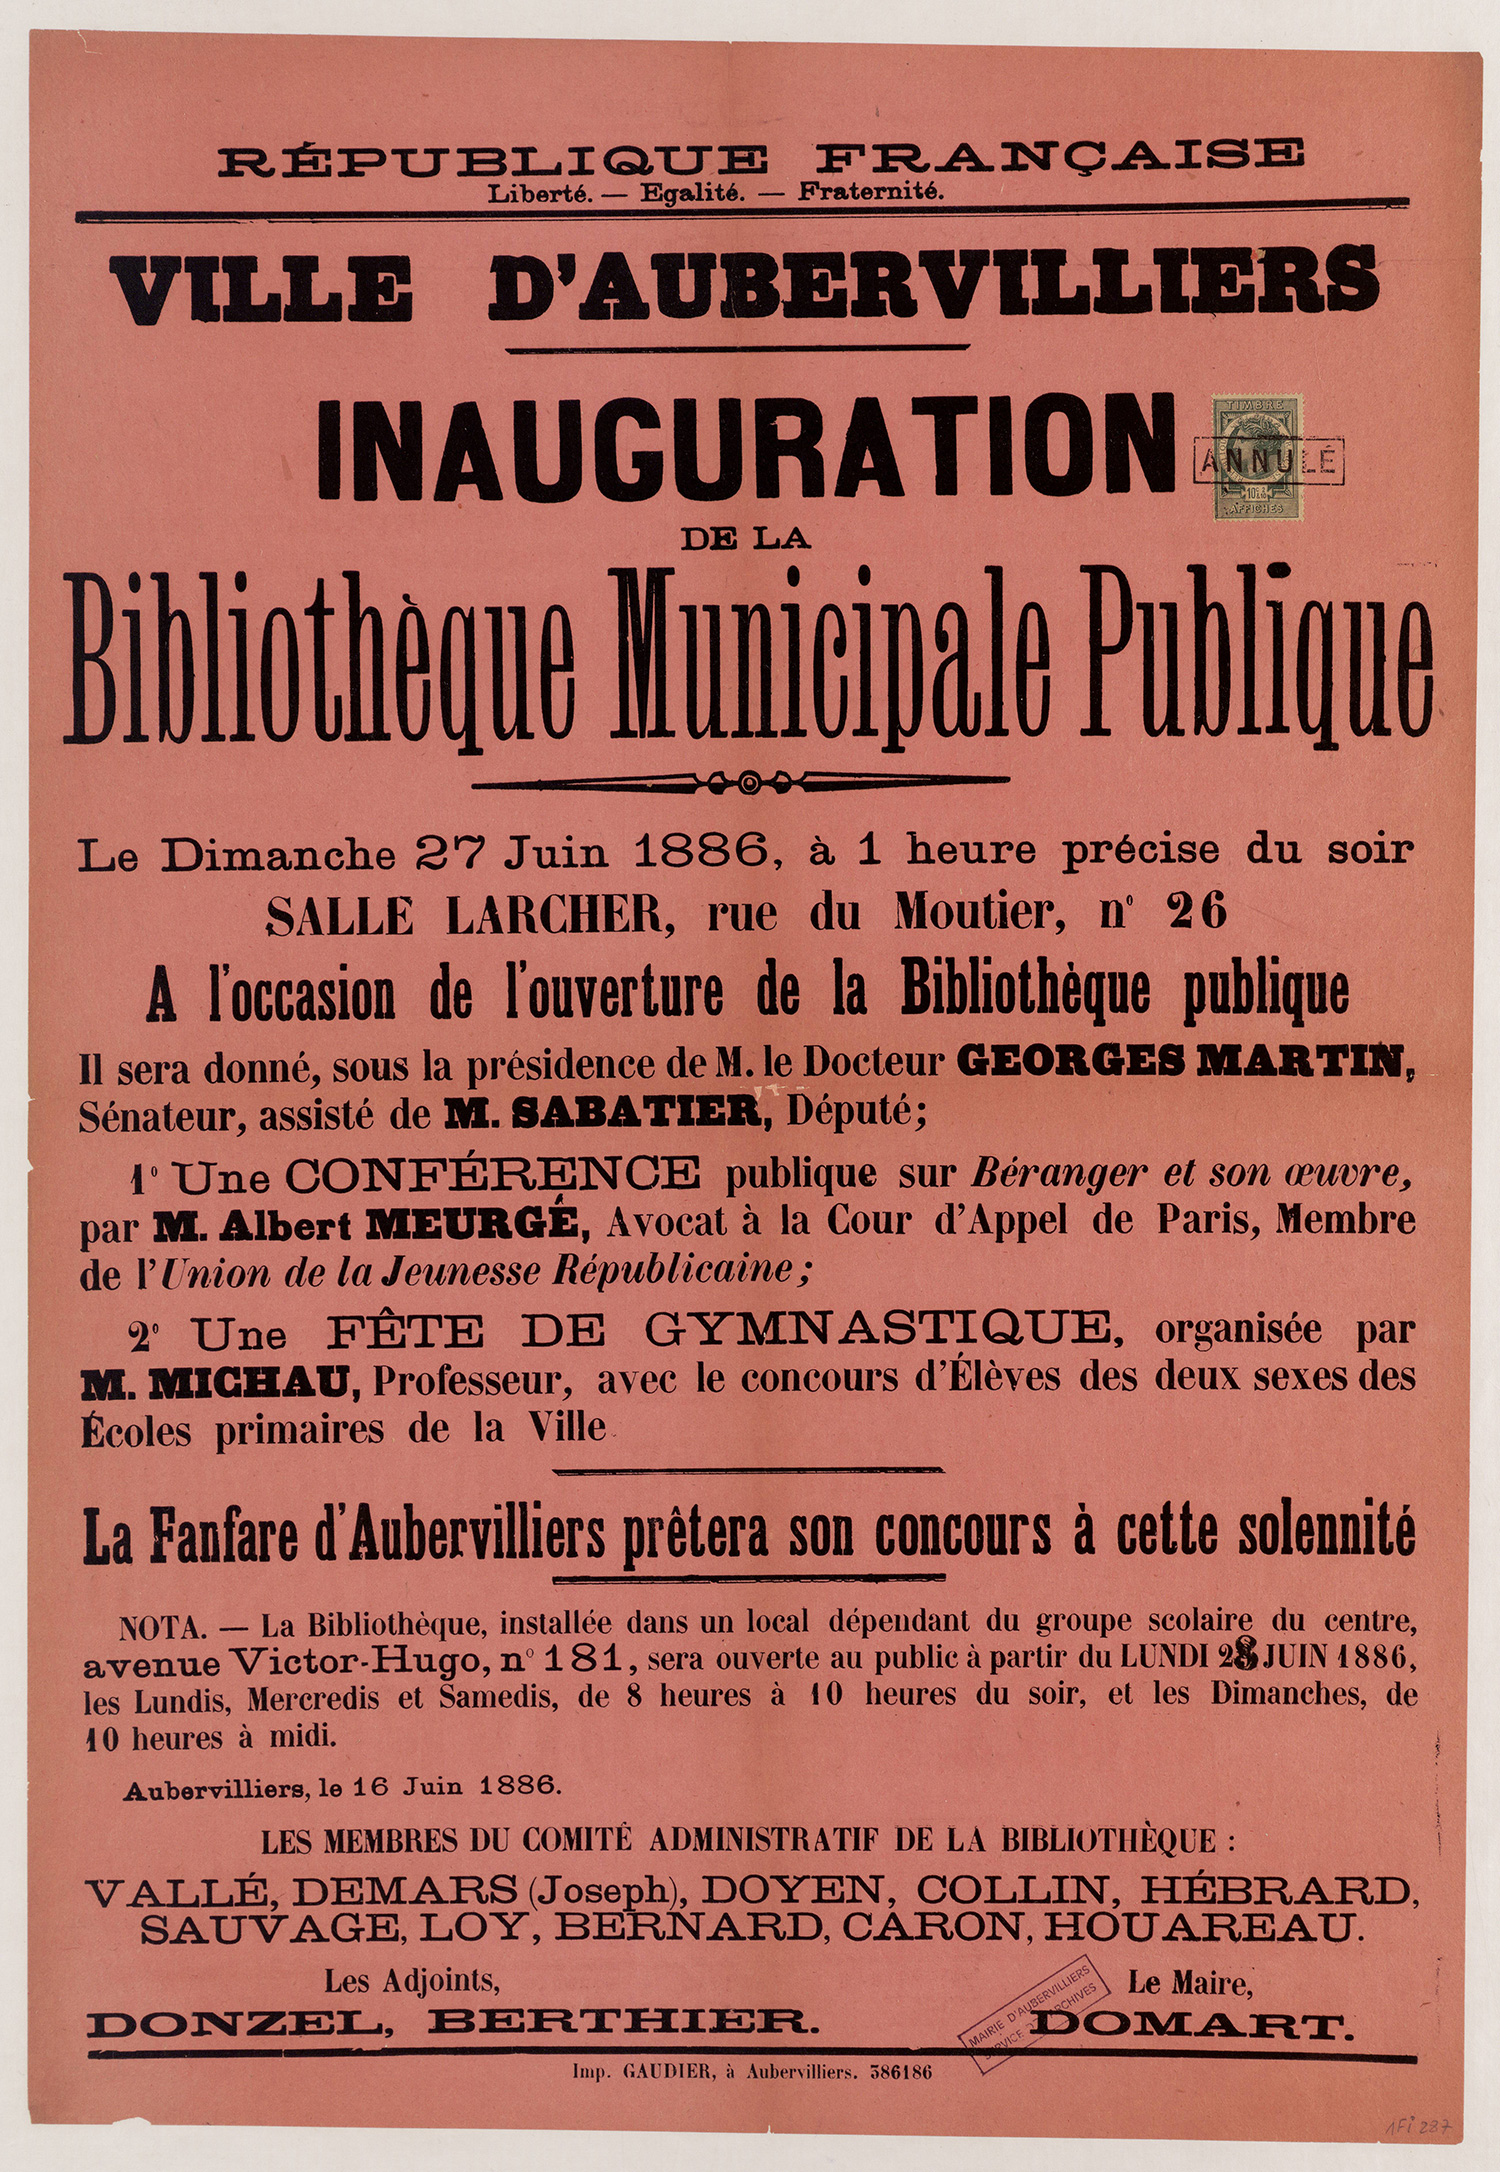 RÉPUBLIQUE FRANÇAISE
Liberté. — Egalité. — Fraternité.
VILLE D'AUBERVILLIERS
INAUGURATION
TIMBRE
ANNULÉ
AFFICHES
DE LA
Bibliothèque Municipale Publique
Le Dimanche 27 Juin 1886, à 1 heure précise du soir
SALLE LARCHER, rue du Moutier, n° 26
A l'occasion de l'ouverture de la Bibliothèque publique
Il sera donné, sous la présidence de M. le Docteur GEORGES MARTIN,
Sénateur, assisté de M. SABATIER, Député;
1° Une CONFÉRENCE publique sur Béranger et son œuvre,
par M. Albert MEURGÉ, Avocat à la Cour d'Appel de Paris, Membre
de l'Union de la Jeunesse Républicaine;
2° Une FÊTE DE GYMNASTIQUE, organisée par
M. MICHAU, Professeur, avec le concours d'Élèves des deux sexes des
Écoles primaires de la Ville
La Fanfare d'Aubervilliers prêtera son concours à cette solennité
NOTA. — La Bibliothèque, installée dans un local dépendant du groupe scolaire du centre,
avenue Victor-Hugo, n° 181, sera ouverte au public à partir du LUNDI 28 JUIN 1886,
les Lundis, Mercredis et Samedis, de 8 heures à 10 heures du soir, et les Dimanches, de
10 heures à midi.
Aubervilliers, le 16 Juin 1886.
LES MEMBRES DU COMITÉ ADMINISTRATIF DE LA BIBLIOTHÈQUE :
VALLÉ, DEMARS (Joseph), DOYEN, COLLIN, HÉBRARD,
SAUVAGE, LOY, BERNARD, CARON, HOUAREAU.
Les Adjoints,
DONZEL, BERTHIER.
MAIRIE D'AUBERVILLIERS
SERVICE ARCHIVES
Le Maire,
DOMART.
Imp. GAUDIER, à Aubervilliers. 386186
1Fi 287